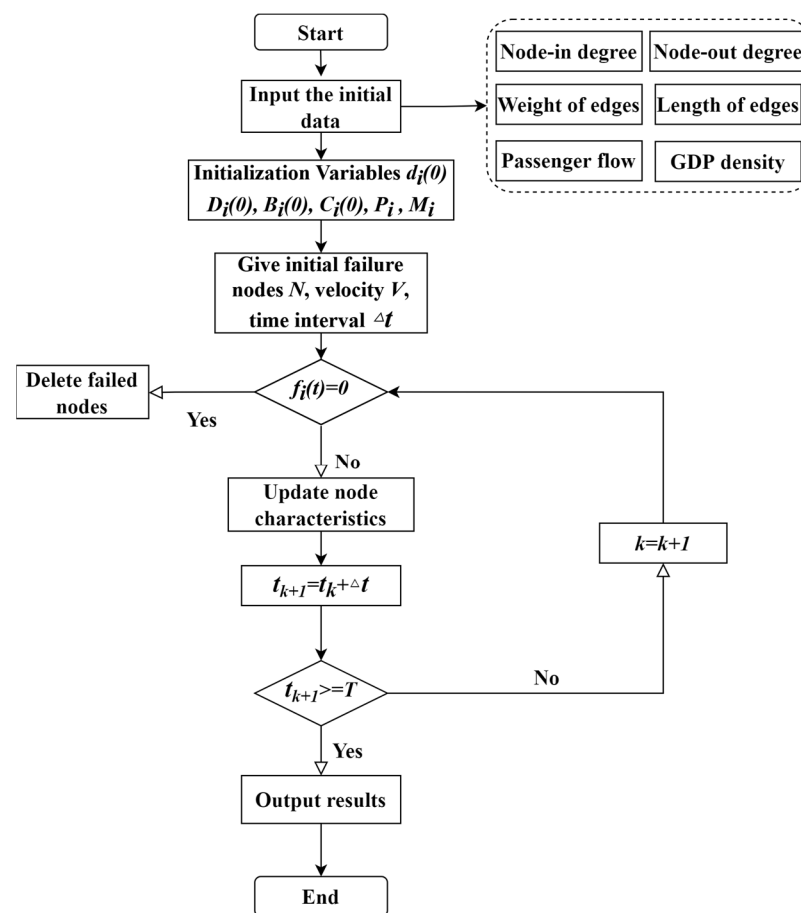 Start
Input the initial
data
Node-in degree
Node-out degree
Weight of edges
Length of edges
Passenger flow
GDP density
Initialization Variables dᵢ(0)
Dᵢ(0), Bᵢ(0), Cᵢ(0), Pᵢ , Mᵢ
Give initial failure
nodes N, velocity V,
time interval △t
fᵢ(t)=0
Yes
Delete failed
nodes
No
Update node
characteristics
tₖ₊₁=tₖ+△t
k=k+1
tₖ₊₁>=T
No
Yes
Output results
End